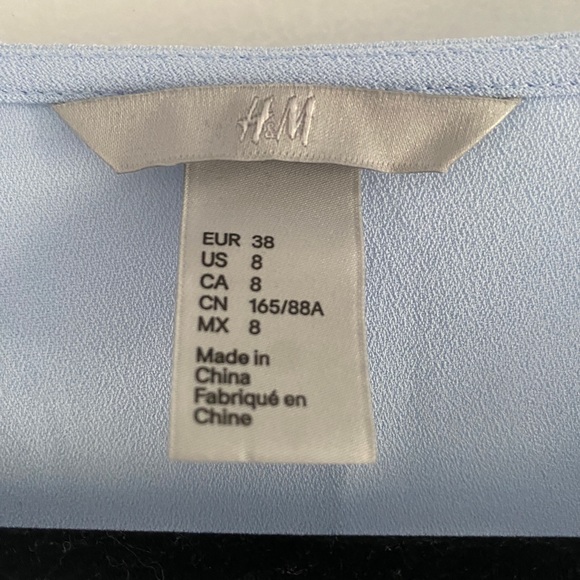 H&M
EUR 38
US 8
CA 8
CN 165/88A
MX 8
Made in
China
Fabriqué en
Chine